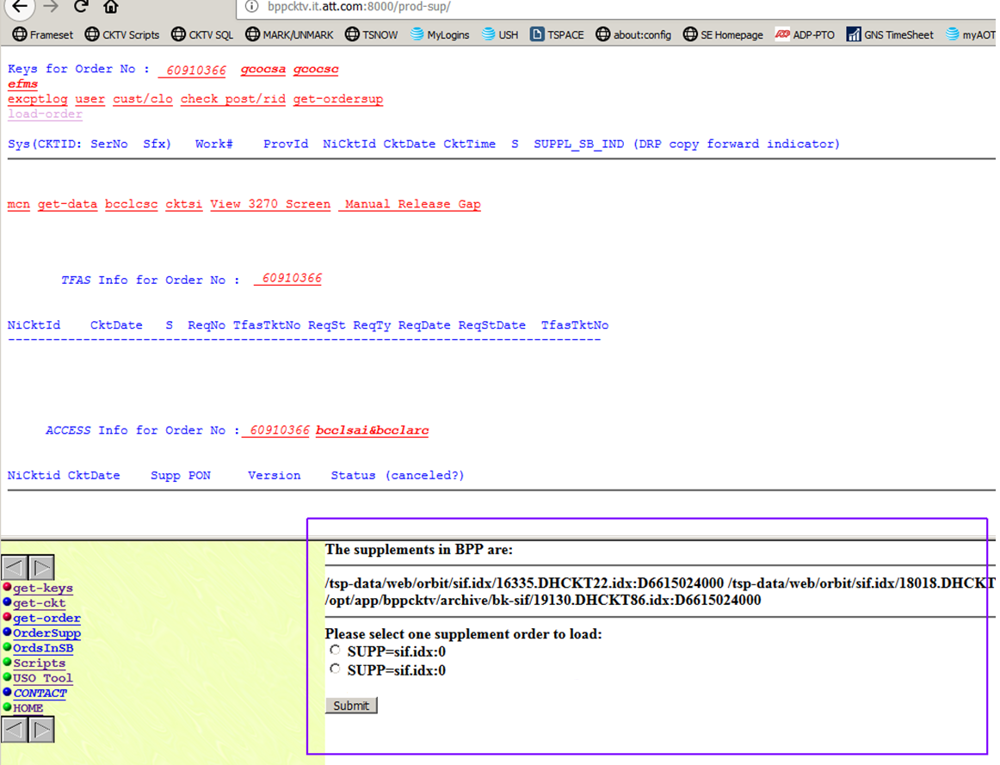 bppcktv.it.att.com:8000/prod-sup/
Frameset CKTV Scripts CKTV SQL MARK/UNMARK TSNOW MyLogins USH TSPACE about:config SE Homepage ADP-PTO GNS TimeSheet myAOT
Keys for Order No : 60910366 gcocsa gcocsc
efms
excptlog user cust/clo check post/rid get-ordersup
load-order
Sys(CKTID: SerNo Sfx) Work# ProvId NiCktId CktDate CktTime S SUPPL_SB_IND (DRP copy forward indicator)
mcn get-data bcclcsc cktsi View 3270 Screen Manual Release Gap
TFAS Info for Order No : 60910366
NiCktId CktDate S ReqNo TfasTktNo ReqSt ReqTy ReqDate ReqStDate TfasTktNo
--------------------------------------------------------------------------------
ACCESS Info for Order No : 60910366 bcclsai&bcclarc
NiCktid CktDate Supp PON Version Status (canceled?)
get-keys
get-ckt
get-order
OrderSupp
OrdsInSB
Scripts
USO Tool
CONTACT
HOME
The supplements in BPP are:
/tsp-data/web/orbit/sif.idx/16335.DHCKT22.idx:D6615024000 /tsp-data/web/orbit/sif.idx/18018.DHCKT
/opt/app/bppcktv/archive/bk-sif/19130.DHCKT86.idx:D6615024000
Please select one supplement order to load:
SUPP=sif.idx:0
SUPP=sif.idx:0
Submit